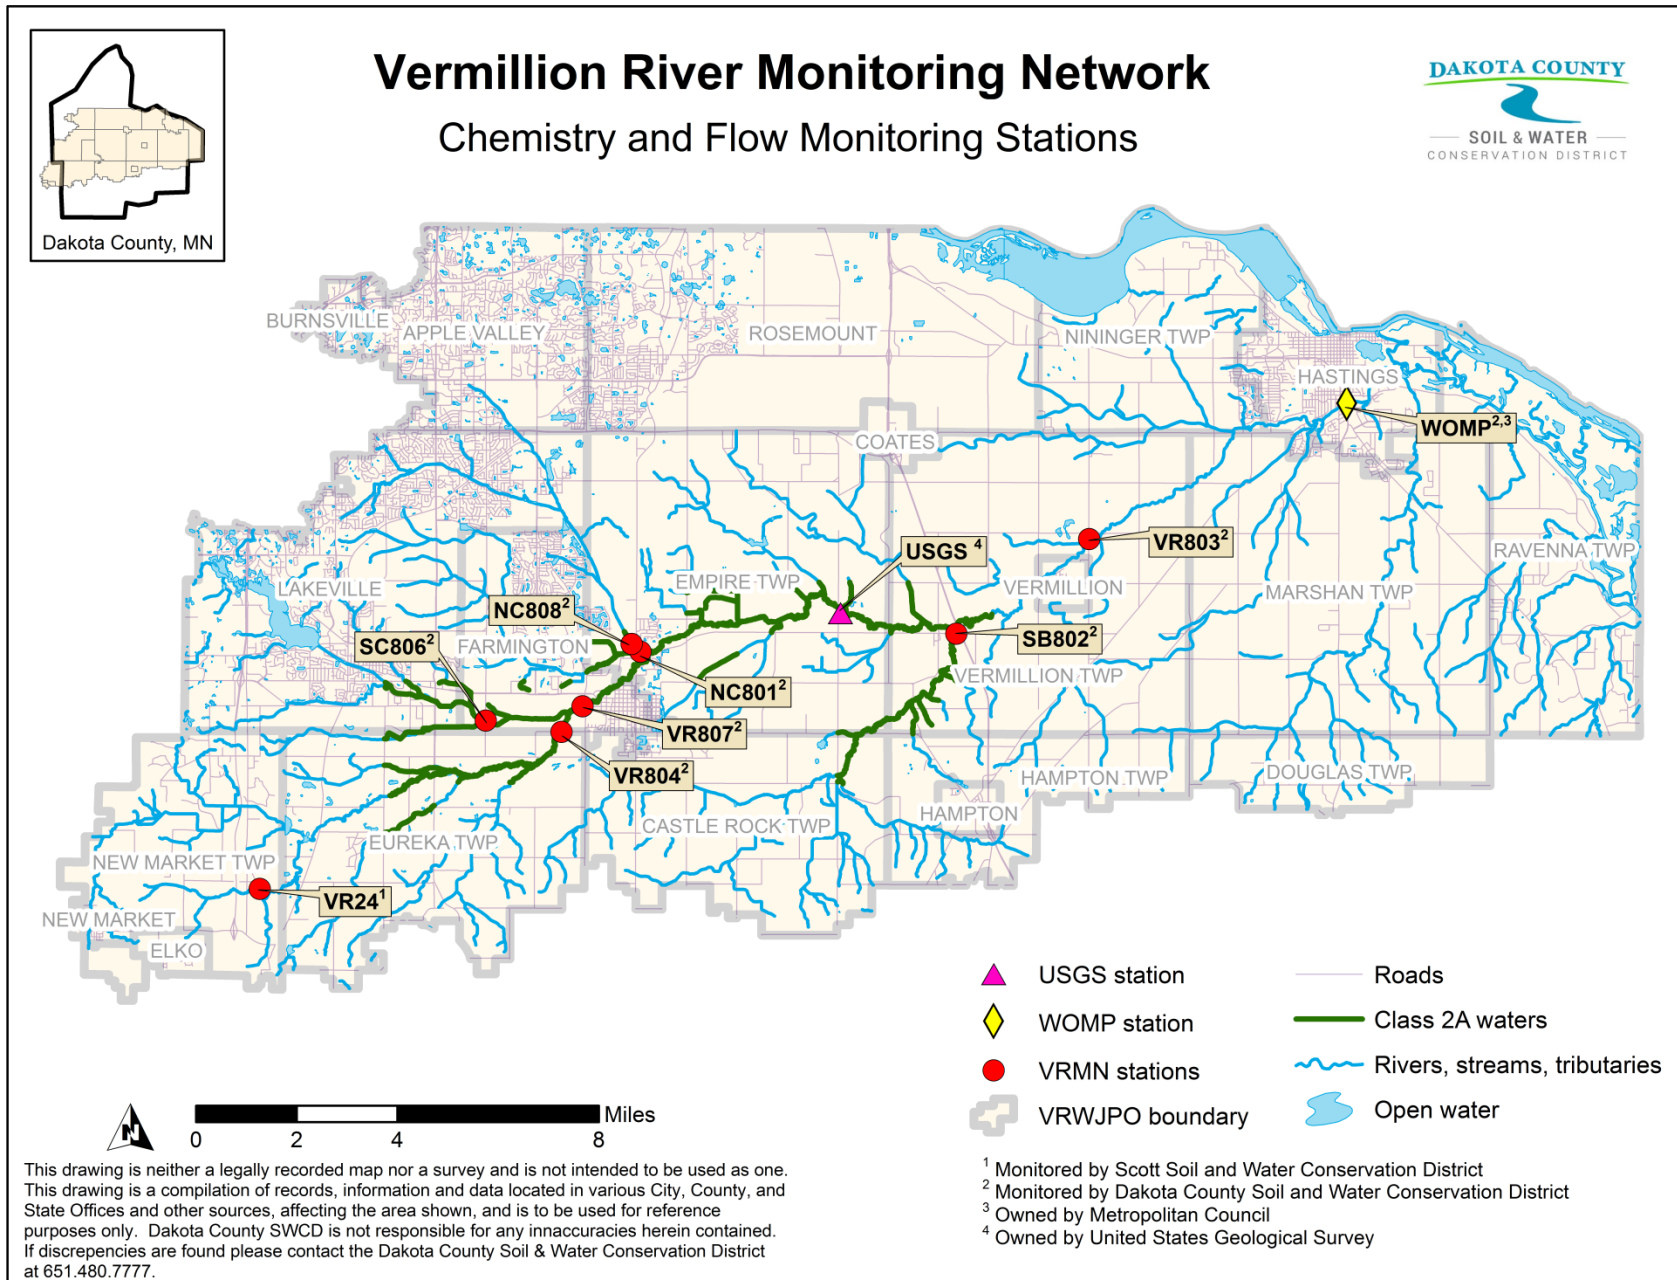 Vermillion River Monitoring Network
Chemistry and Flow Monitoring Stations
Dakota County, MN
DAKOTA COUNTY
SOIL & WATER
CONSERVATION DISTRICT
BURNSVILLE
APPLE VALLEY
ROSEMOUNT
NININGER TWP
HASTINGS
WOMP2,3
COATES
USGS 4
VR8032
RAVENNA TWP
LAKEVILLE
EMPIRE TWP
VERMILLION
MARSHAN TWP
NC8082
SC8062
FARMINGTON
SB8022
VERMILLION TWP
NC8012
VR8072
VR8042
HAMPTON TWP
DOUGLAS TWP
HAMPTON
CASTLE ROCK TWP
EUREKA TWP
NEW MARKET TWP
VR241
NEW MARKET
ELKO
USGS station
WOMP station
VRMN stations
VRWJPO boundary
Roads
Class 2A waters
Rivers, streams, tributaries
Open water
N
Miles
0 2 4 8
This drawing is neither a legally recorded map nor a survey and is not intended to be used as one.
This drawing is a compilation of records, information and data located in various City, County, and
State Offices and other sources, affecting the area shown, and is to be used for reference
purposes only. Dakota County SWCD is not responsible for any innaccuracies herein contained.
If discrepencies are found please contact the Dakota County Soil & Water Conservation District
at 651.480.7777.
1 Monitored by Scott Soil and Water Conservation District
2 Monitored by Dakota County Soil and Water Conservation District
3 Owned by Metropolitan Council
4 Owned by United States Geological Survey